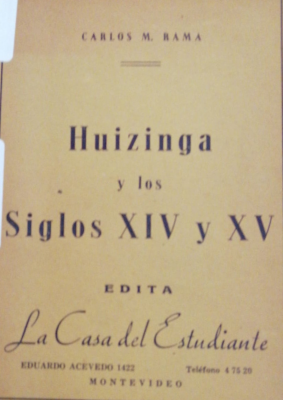 CARLOS M. RAMA
Huizinga
y los
Siglos XIV y XV
EDITA
La Casa del Estudiante
EDUARDO ACEVEDO 1422 Teléfono 4 75 20
MONTEVIDEO